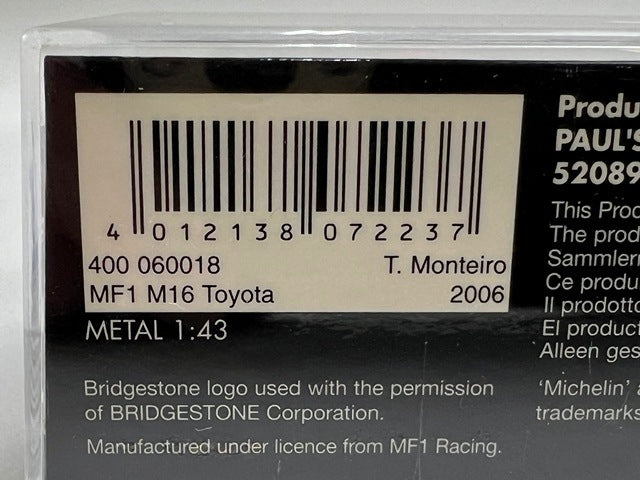 4 012138 072237
400 060018 T. Monteiro
MF1 M16 Toyota 2006
METAL 1:43
Bridgestone logo used with the permission
of BRIDGESTONE Corporation.
Manufactured under licence from MF1 Racing.
Produ
PAUL'S
52089
This Prod
The prod
Sammler
Ce produ
Il prodotto
El product
Alleen ges
'Michelin' a
trademarks